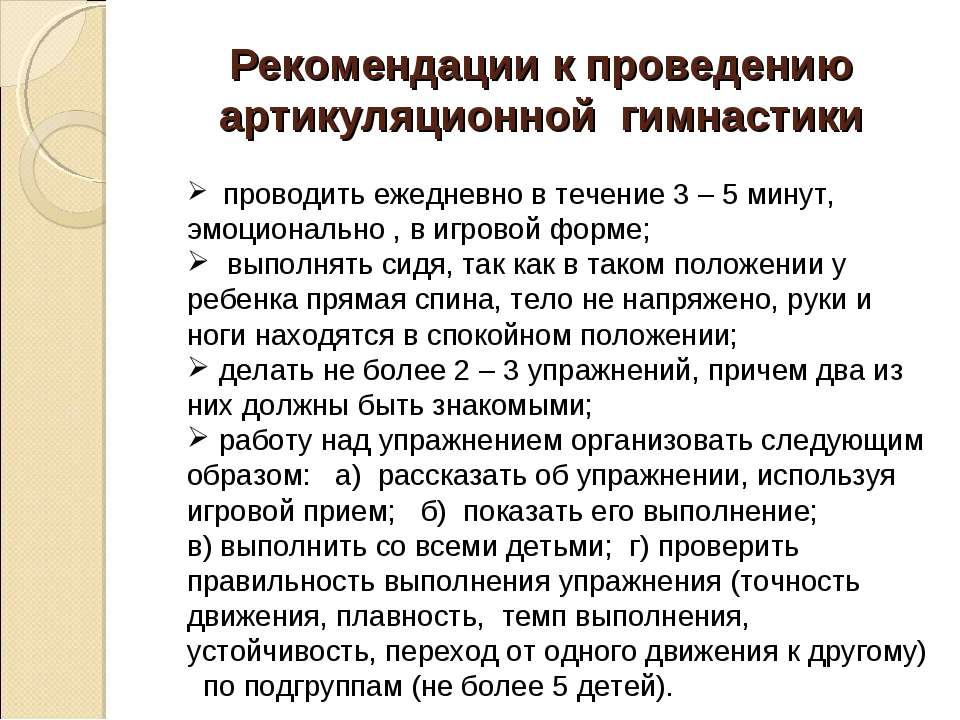 Рекомендации к проведению
артикуляционной гимнастики
➢ проводить ежедневно в течение 3 – 5 минут,
эмоционально , в игровой форме;
➢ выполнять сидя, так как в таком положении у
ребенка прямая спина, тело не напряжено, руки и
ноги находятся в спокойном положении;
➢ делать не более 2 – 3 упражнений, причем два из
них должны быть знакомыми;
➢ работу над упражнением организовать следующим
образом: а) рассказать об упражнении, используя
игровой прием; б) показать его выполнение;
в) выполнить со всеми детьми; г) проверить
правильность выполнения упражнения (точность
движения, плавность, темп выполнения,
устойчивость, переход от одного движения к другому)
по подгруппам (не более 5 детей).